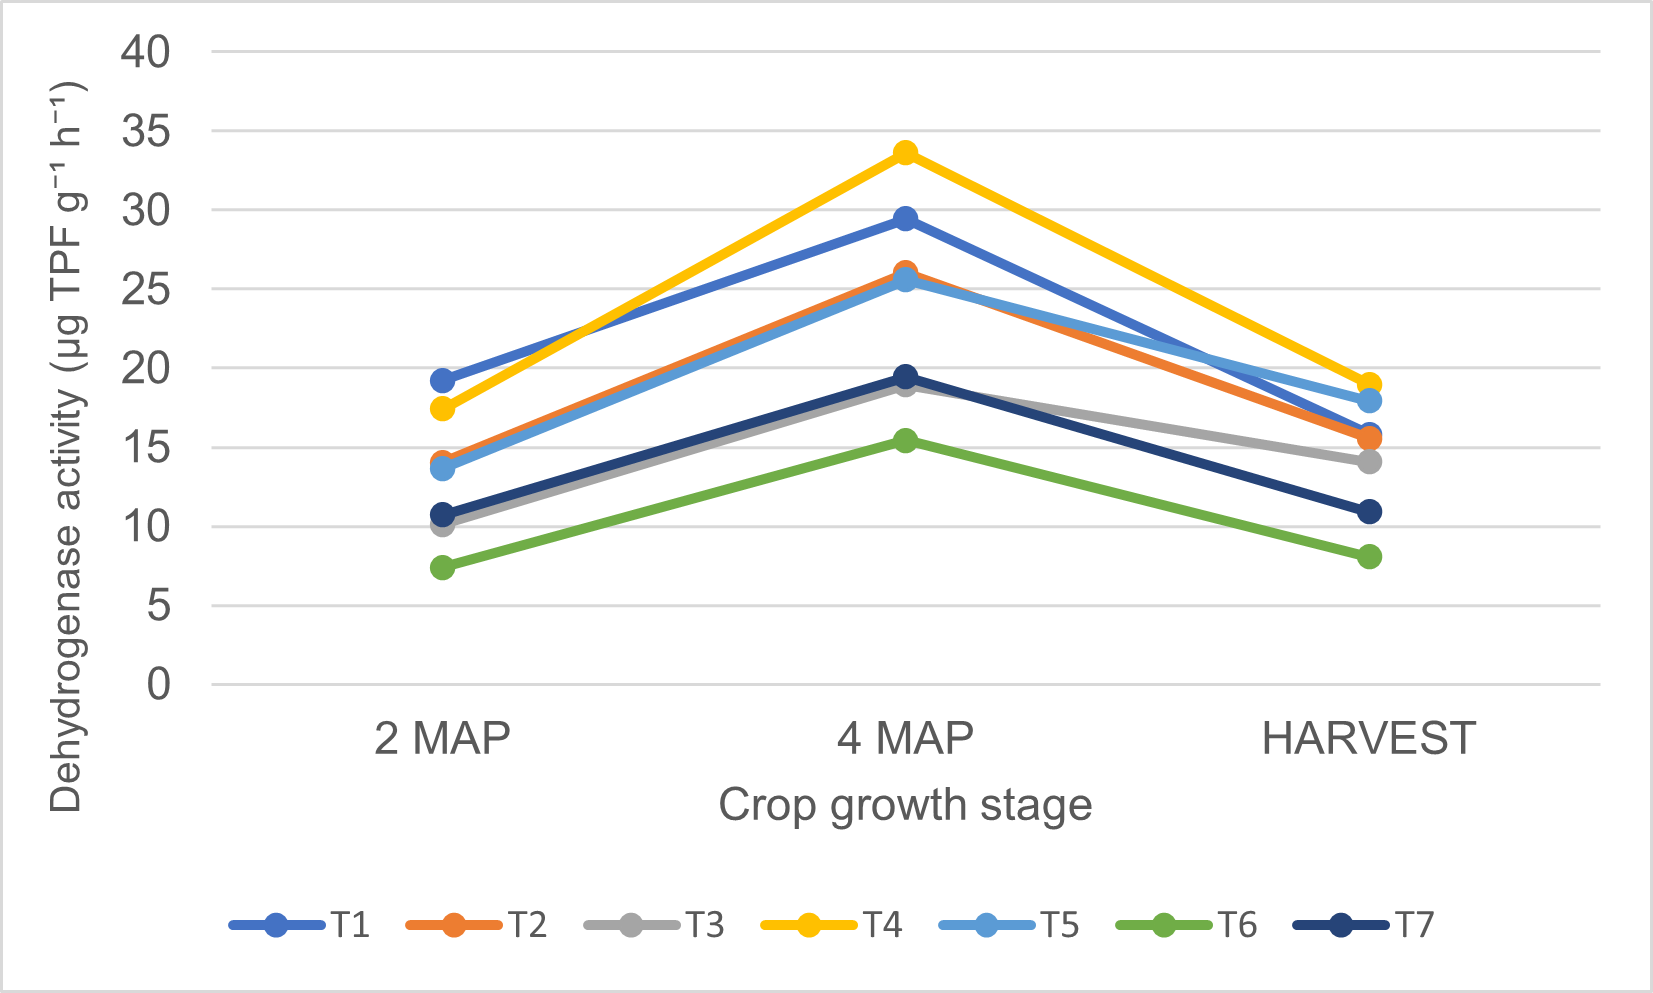 Dehydrogenase activity (µg TPF g⁻¹ h⁻¹)
40
35
30
25
20
15
10
5
0
2 MAP 4 MAP HARVEST
Crop growth stage
T1 T2 T3 T4 T5 T6 T7